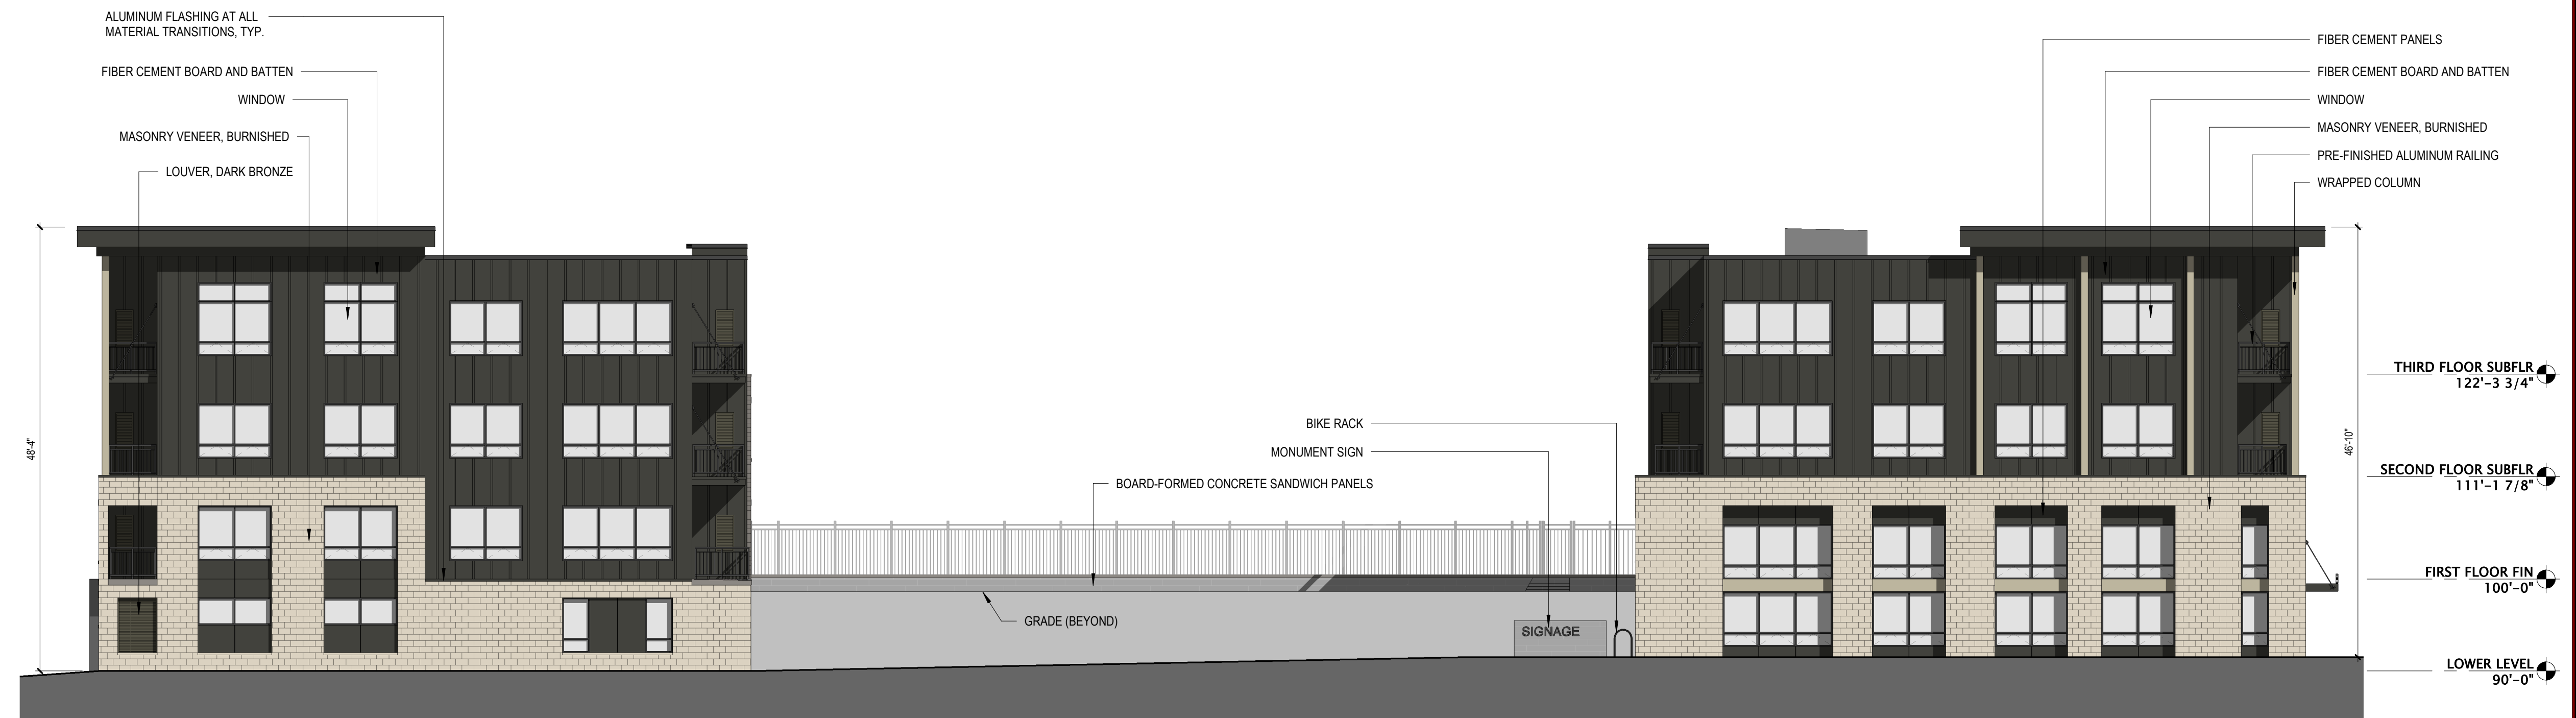 ALUMINUM FLASHING AT ALL
MATERIAL TRANSITIONS, TYP.
FIBER CEMENT BOARD AND BATTEN
WINDOW
MASONRY VENEER, BURNISHED
LOUVER, DARK BRONZE
48'-4"
BIKE RACK
MONUMENT SIGN
BOARD-FORMED CONCRETE SANDWICH PANELS
GRADE (BEYOND)
SIGNAGE
FIBER CEMENT PANELS
FIBER CEMENT BOARD AND BATTEN
WINDOW
MASONRY VENEER, BURNISHED
PRE-FINISHED ALUMINUM RAILING
WRAPPED COLUMN
46'-10"
THIRD FLOOR SUBFLR
122'-3 3/4"
SECOND FLOOR SUBFLR
111'-1 7/8"
FIRST FLOOR FIN
100'-0"
LOWER LEVEL
90'-0"